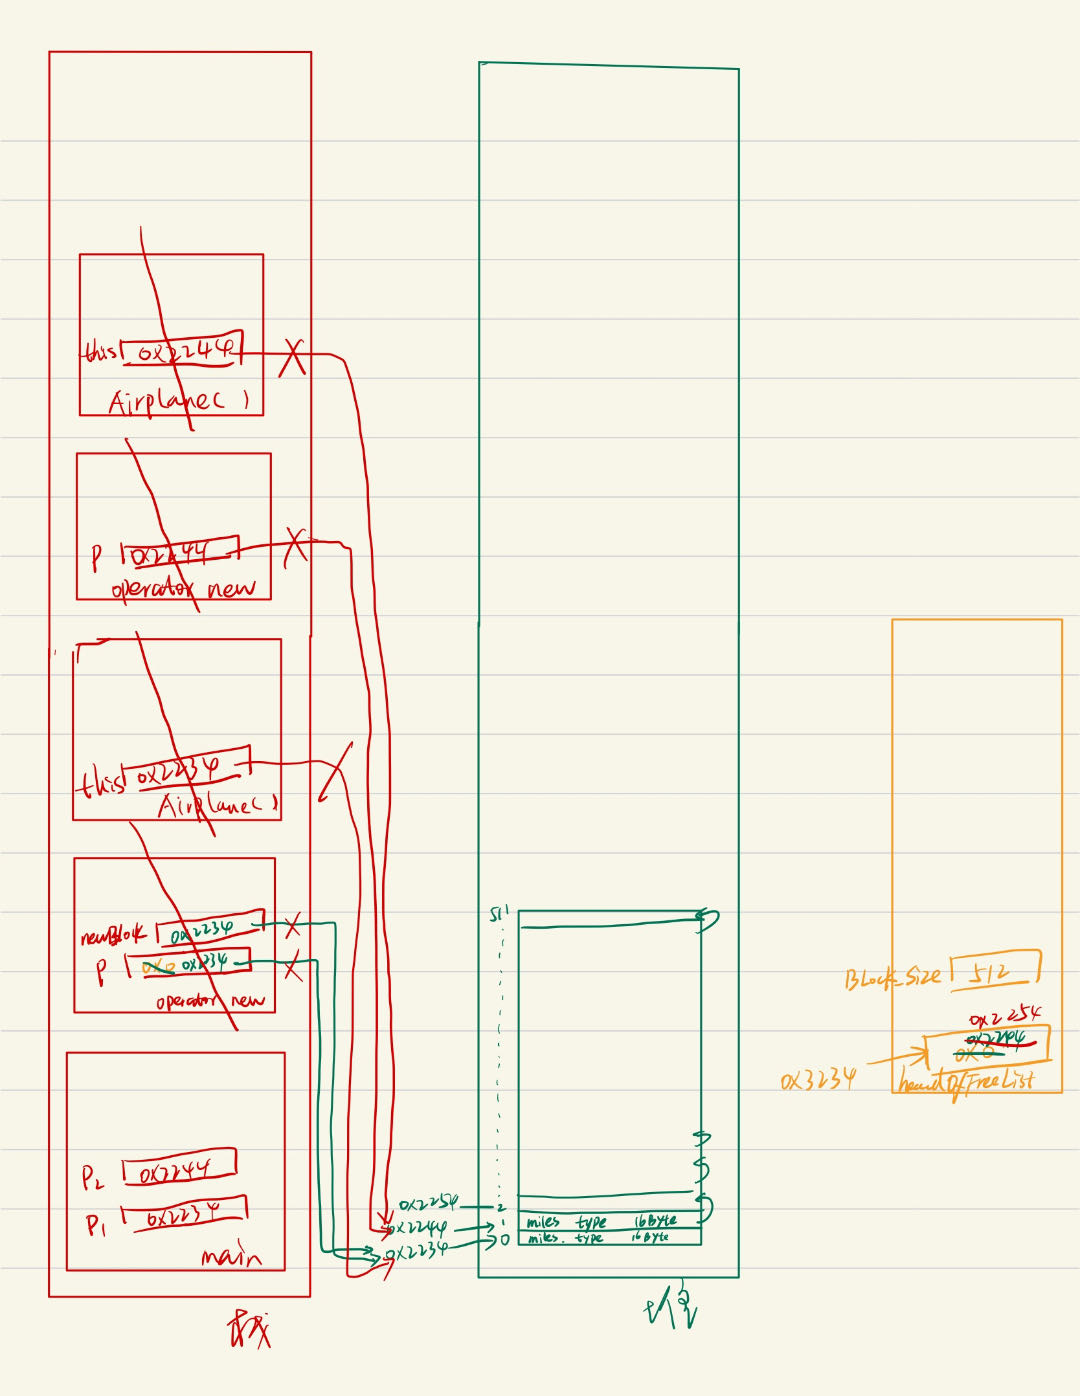 this 0x2244
Airplane( )
P 0x2244
operator new
this 0x2234
Airplane( )
newBlock 0x2234
P 0x0 0x2234
operator new
P2 0x2244
P1 0x2234
main
栈
511
0x2254 2
0x2244 1 miles type 16Byte
0x2234 0 miles. type 16Byte
堆
Block_Size 512
0x2254
0x2244
0x3234 0x0
headOfFreeList